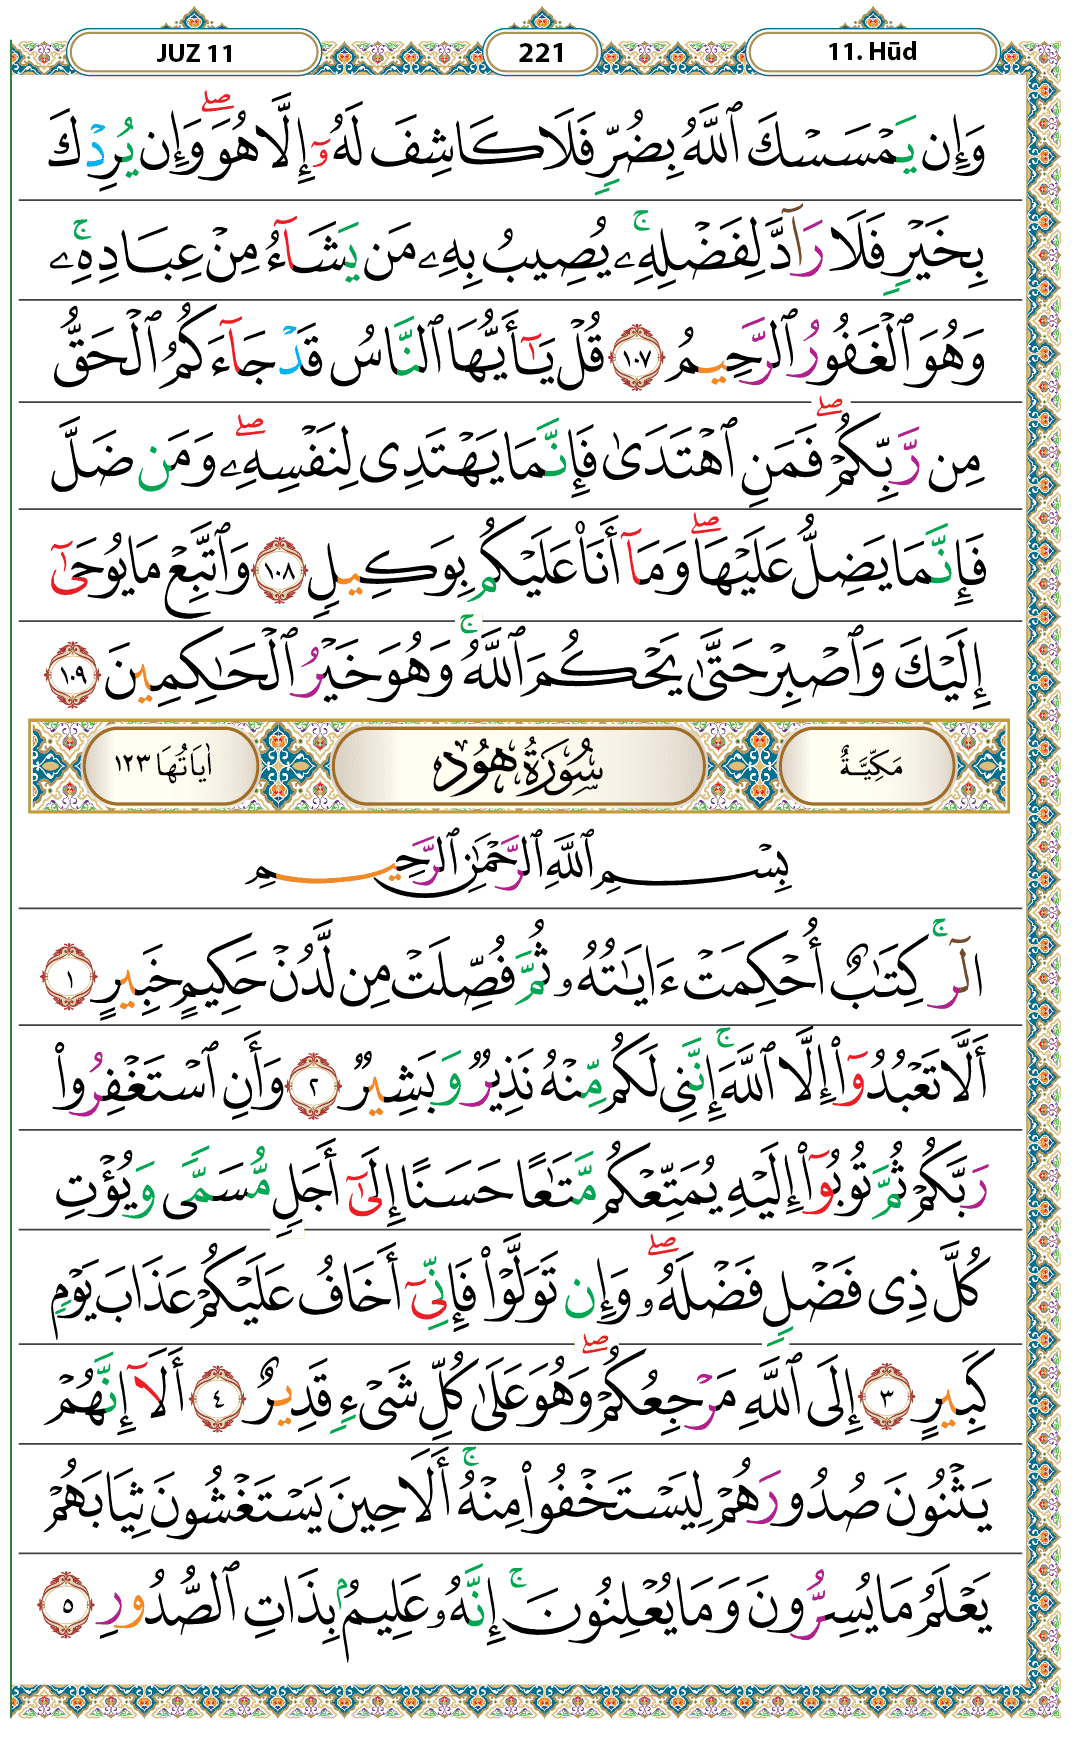 JUZ 11 221 11. Hūd
وَإِن يَمْسَسْكَ ٱللَّهُ بِضُرٍّ فَلَا كَاشِفَ لَهُۥٓ إِلَّا هُوَ ۖ وَإِن يُرِدْكَ
بِخَيْرٍ فَلَا رَآدَّ لِفَضْلِهِۦ ۚ يُصِيبُ بِهِۦ مَن يَشَآءُ مِنْ عِبَادِهِۦ ۚ
وَهُوَ ٱلْغَفُورُ ٱلرَّحِيمُ ١٠٧ قُلْ يَـٰٓأَيُّهَا ٱلنَّاسُ قَدْ جَآءَكُمُ ٱلْحَقُّ
مِن رَّبِّكُمْ ۖ فَمَنِ ٱهْتَدَىٰ فَإِنَّمَا يَهْتَدِى لِنَفْسِهِۦ ۖ وَمَن ضَلَّ
فَإِنَّمَا يَضِلُّ عَلَيْهَا ۖ وَمَآ أَنَا۠ عَلَيْكُم بِوَكِيلٍ ١٠٨ وَٱتَّبِعْ مَا يُوحَىٰٓ
إِلَيْكَ وَٱصْبِرْ حَتَّىٰ يَحْكُمَ ٱللَّهُ ۚ وَهُوَ خَيْرُ ٱلْحَـٰكِمِينَ ١٠٩
مَكِّيَّةٌ سُورَةُ هُودٍ اٰيَاتُهَا ١٢٣
بِسْمِ ٱللَّهِ ٱلرَّحْمَـٰنِ ٱلرَّحِيمِ
الٓر ۚ كِتَـٰبٌ أُحْكِمَتْ ءَايَـٰتُهُۥ ثُمَّ فُصِّلَتْ مِن لَّدُنْ حَكِيمٍ خَبِيرٍ ١
أَلَّا تَعْبُدُوٓا۟ إِلَّا ٱللَّهَ ۚ إِنَّنِى لَكُم مِّنْهُ نَذِيرٌ وَبَشِيرٌ ٢ وَأَنِ ٱسْتَغْفِرُوا۟
رَبَّكُمْ ثُمَّ تُوبُوٓا۟ إِلَيْهِ يُمَتِّعْكُم مَّتَـٰعًا حَسَنًا إِلَىٰٓ أَجَلٍ مُّسَمًّى وَيُؤْتِ
كُلَّ ذِى فَضْلٍ فَضْلَهُۥ ۖ وَإِن تَوَلَّوْا۟ فَإِنِّىٓ أَخَافُ عَلَيْكُمْ عَذَابَ يَوْمٍ
كَبِيرٍ ٣ إِلَى ٱللَّهِ مَرْجِعُكُمْ ۖ وَهُوَ عَلَىٰ كُلِّ شَىْءٍ قَدِيرٌ ٤ أَلَآ إِنَّهُمْ
يَثْنُونَ صُدُورَهُمْ لِيَسْتَخْفُوا۟ مِنْهُ ۚ أَلَا حِينَ يَسْتَغْشُونَ ثِيَابَهُمْ
يَعْلَمُ مَا يُسِرُّونَ وَمَا يُعْلِنُونَ ۚ إِنَّهُۥ عَلِيمٌۢ بِذَاتِ ٱلصُّدُورِ ٥